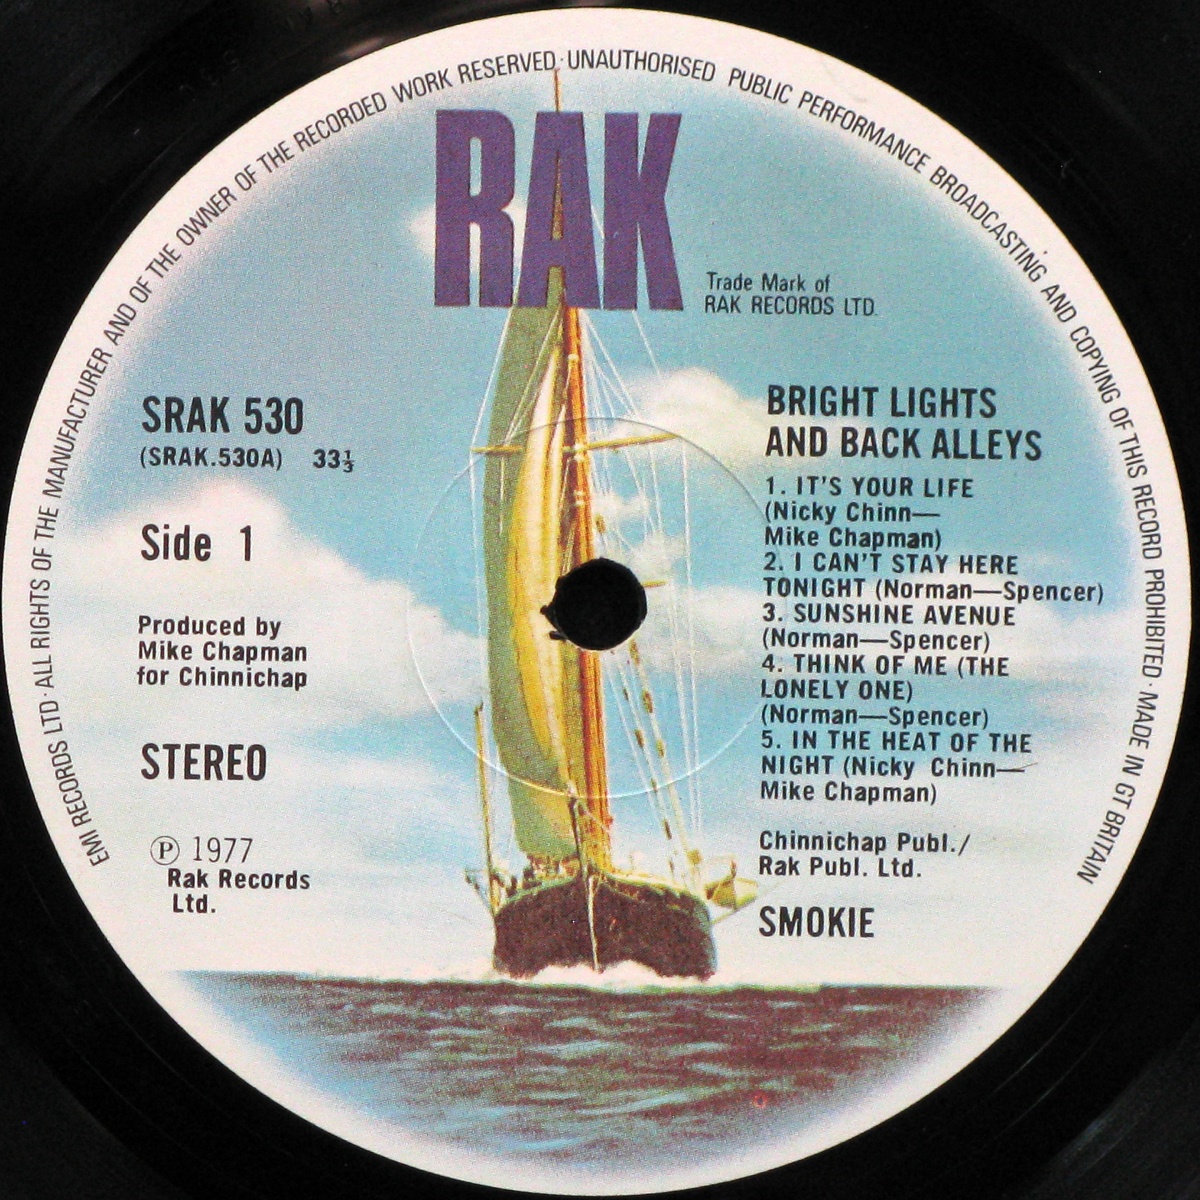 EMI RECORDS LTD · ALL RIGHTS OF THE MANUFACTURER AND OF THE OWNER OF THE RECORDED WORK RESERVED · UNAUTHORISED PUBLIC PERFORMANCE BROADCASTING AND COPYING OF THIS RECORD PROHIBITED · MADE IN GT BRITAIN
RAK
Trade Mark of
RAK RECORDS LTD.
SRAK 530
(SRAK.530A) 33⅓
Side 1
Produced by
Mike Chapman
for Chinnichap
STEREO
Ⓟ 1977
Rak Records
Ltd.
BRIGHT LIGHTS
AND BACK ALLEYS
1. IT'S YOUR LIFE
(Nicky Chinn—
Mike Chapman)
2. I CAN'T STAY HERE
TONIGHT (Norman—Spencer)
3. SUNSHINE AVENUE
(Norman—Spencer)
4. THINK OF ME (THE
LONELY ONE)
(Norman—Spencer)
5. IN THE HEAT OF THE
NIGHT (Nicky Chinn—
Mike Chapman)
Chinnichap Publ./
Rak Publ. Ltd.
SMOKIE